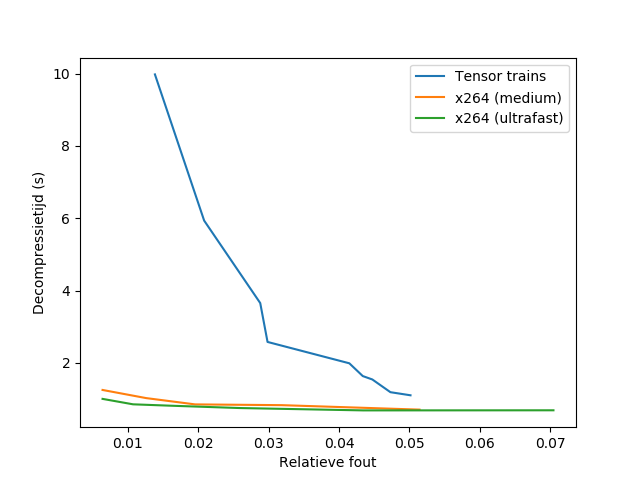 Tensor trains
x264 (medium)
x264 (ultrafast)
Decompressietijd (s)
10
8
6
4
2
0.01 0.02 0.03 0.04 0.05 0.06 0.07
Relatieve fout